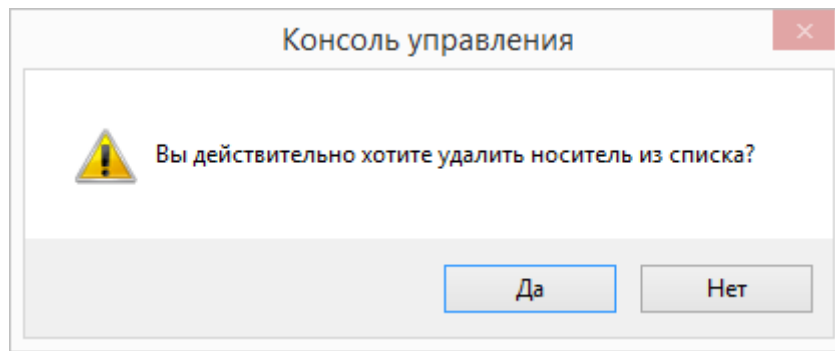 Консоль управления
Вы действительно хотите удалить носитель из списка?
Да
Нет